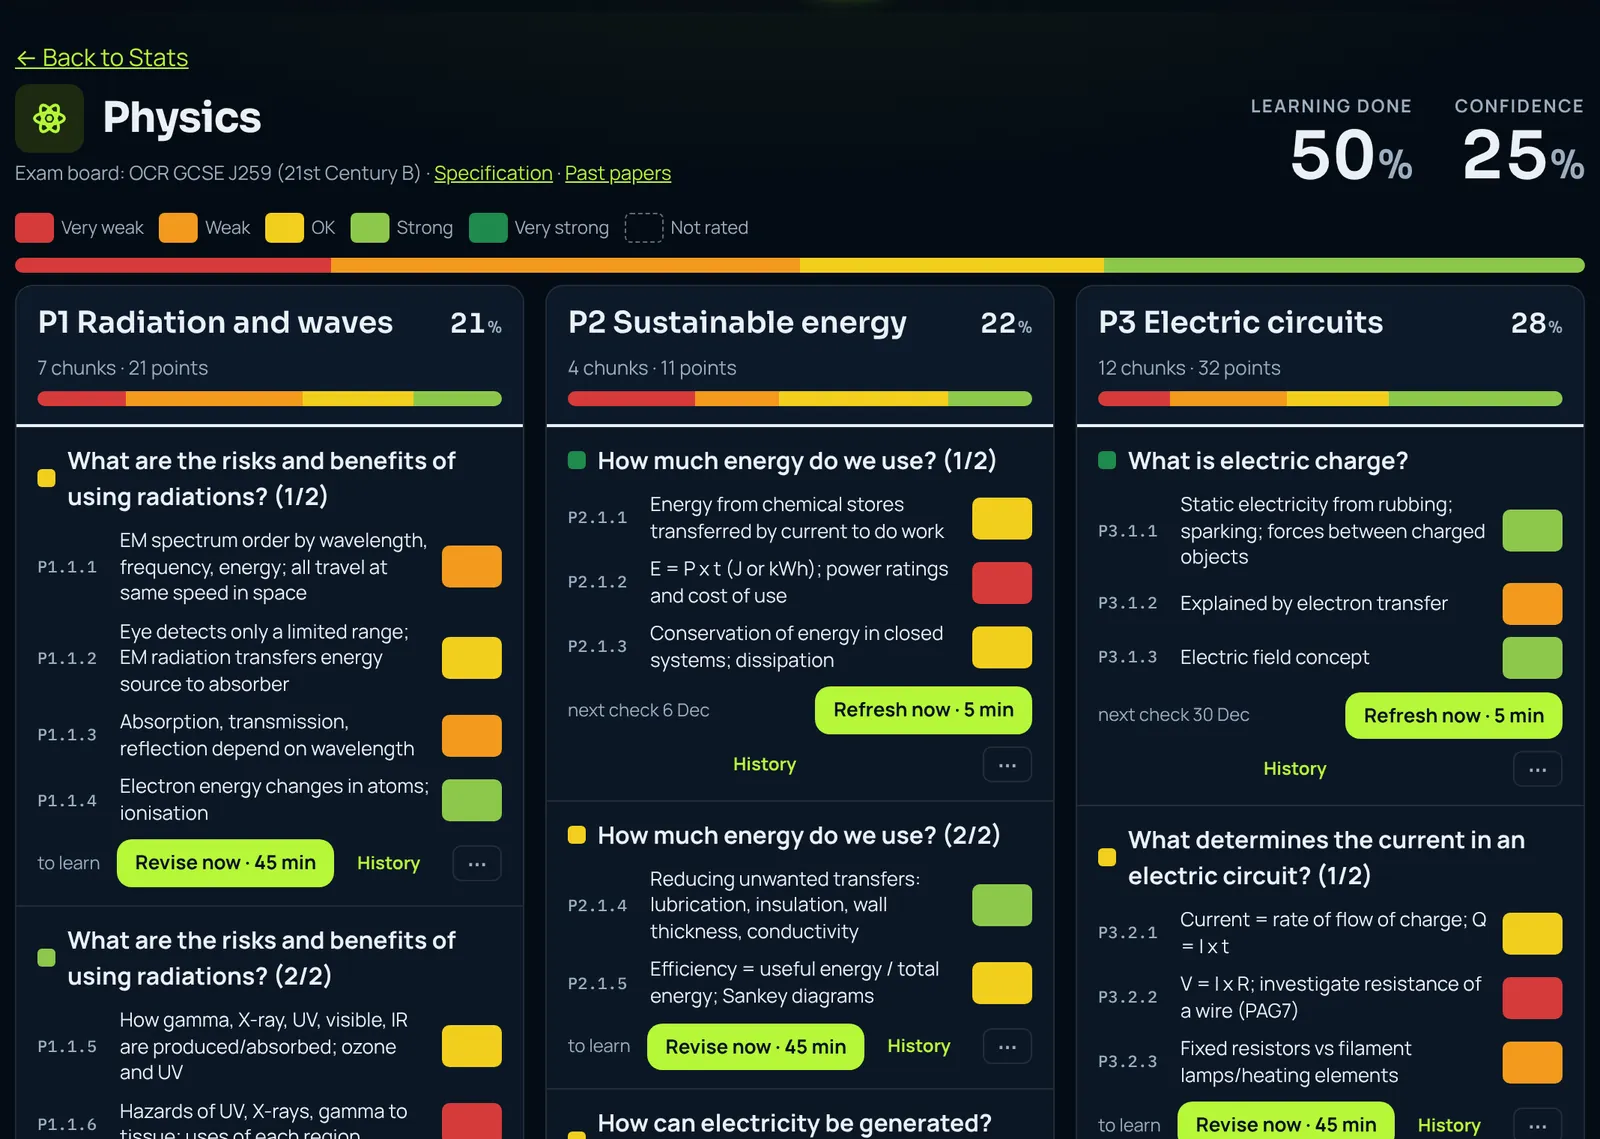 ← Back to Stats
Physics
LEARNING DONE
50%
CONFIDENCE
25%
Exam board: OCR GCSE J259 (21st Century B) · Specification · Past papers
Very weak
Weak
OK
Strong
Very strong
Not rated
P1 Radiation and waves
21%
7 chunks · 21 points
What are the risks and benefits of
using radiations? (1/2)
P1.1.1
EM spectrum order by wavelength,
frequency, energy; all travel at
same speed in space
P1.1.2
Eye detects only a limited range;
EM radiation transfers energy
source to absorber
P1.1.3
Absorption, transmission,
reflection depend on wavelength
P1.1.4
Electron energy changes in atoms;
ionisation
to learn
Revise now · 45 min
History
...
What are the risks and benefits of
using radiations? (2/2)
P1.1.5
How gamma, X-ray, UV, visible, IR
are produced/absorbed; ozone
and UV
P1.1.6
Hazards of UV, X-rays, gamma to
tissue; uses of each region
P2 Sustainable energy
22%
4 chunks · 11 points
How much energy do we use? (1/2)
P2.1.1
Energy from chemical stores
transferred by current to do work
P2.1.2
E = P x t (J or kWh); power ratings
and cost of use
P2.1.3
Conservation of energy in closed
systems; dissipation
next check 6 Dec
Refresh now · 5 min
History
...
How much energy do we use? (2/2)
P2.1.4
Reducing unwanted transfers:
lubrication, insulation, wall
thickness, conductivity
P2.1.5
Efficiency = useful energy / total
energy; Sankey diagrams
to learn
Revise now · 45 min
History
...
How can electricity be generated?
P3 Electric circuits
28%
12 chunks · 32 points
What is electric charge?
P3.1.1
Static electricity from rubbing;
sparking; forces between charged
objects
P3.1.2
Explained by electron transfer
P3.1.3
Electric field concept
next check 30 Dec
Refresh now · 5 min
History
...
What determines the current in an
electric circuit? (1/2)
P3.2.1
Current = rate of flow of charge; Q
= I x t
P3.2.2
V = I x R; investigate resistance of
a wire (PAG7)
P3.2.3
Fixed resistors vs filament
lamps/heating elements
to learn
Revise now · 45 min
History
...